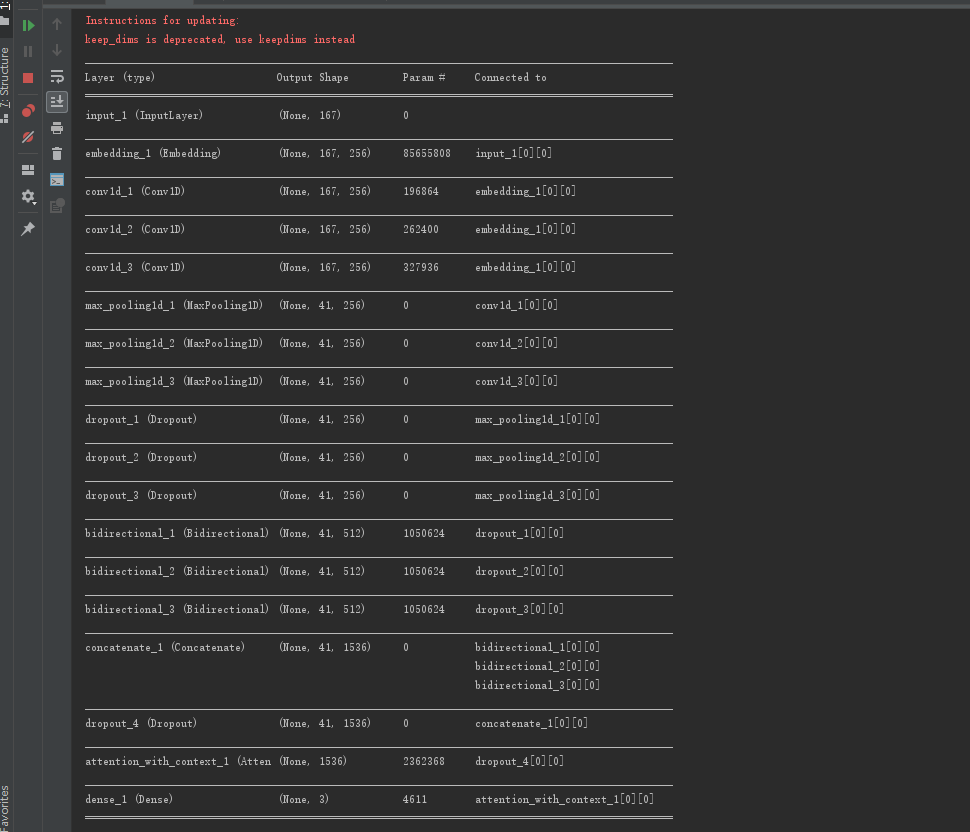 Instructions for updating:
keep_dims is deprecated, use keepdims instead
Layer (type) Output Shape Param # Connected to
input_1 (InputLayer) (None, 167) 0
embedding_1 (Embedding) (None, 167, 256) 85655808 input_1[0][0]
conv1d_1 (Conv1D) (None, 167, 256) 196864 embedding_1[0][0]
conv1d_2 (Conv1D) (None, 167, 256) 262400 embedding_1[0][0]
conv1d_3 (Conv1D) (None, 167, 256) 327936 embedding_1[0][0]
max_pooling1d_1 (MaxPooling1D) (None, 41, 256) 0 conv1d_1[0][0]
max_pooling1d_2 (MaxPooling1D) (None, 41, 256) 0 conv1d_2[0][0]
max_pooling1d_3 (MaxPooling1D) (None, 41, 256) 0 conv1d_3[0][0]
dropout_1 (Dropout) (None, 41, 256) 0 max_pooling1d_1[0][0]
dropout_2 (Dropout) (None, 41, 256) 0 max_pooling1d_2[0][0]
dropout_3 (Dropout) (None, 41, 256) 0 max_pooling1d_3[0][0]
bidirectional_1 (Bidirectional) (None, 41, 512) 1050624 dropout_1[0][0]
bidirectional_2 (Bidirectional) (None, 41, 512) 1050624 dropout_2[0][0]
bidirectional_3 (Bidirectional) (None, 41, 512) 1050624 dropout_3[0][0]
concatenate_1 (Concatenate) (None, 41, 1536) 0 bidirectional_1[0][0]
bidirectional_2[0][0]
bidirectional_3[0][0]
dropout_4 (Dropout) (None, 41, 1536) 0 concatenate_1[0][0]
attention_with_context_1 (Atten (None, 1536) 2362368 dropout_4[0][0]
dense_1 (Dense) (None, 3) 4611 attention_with_context_1[0][0]
1:
7: Structure
Favorites